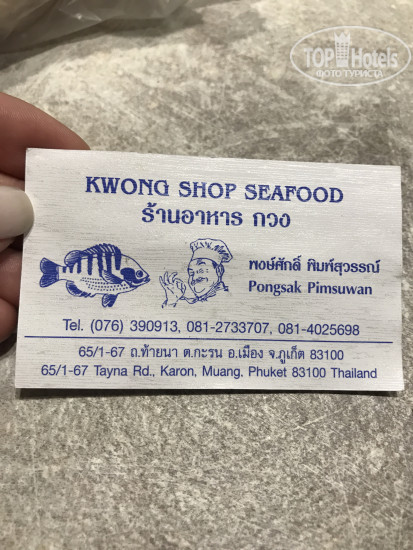 TOP Hotels
ФОТО ТУРИСТА
KWONG SHOP SEAFOOD
ร้านอาหาร กวง
พงษ์ศักดิ์ พิมพ์สุวรรณ์
Pongsak Pimsuwan
Tel. (076) 390913, 081-2733707, 081-4025698
65/1-67 ถ.ท้ายนา ต.กะรน อ.เมือง จ.ภูเก็ต 83100
65/1-67 Tayna Rd., Karon, Muang, Phuket 83100 Thailand